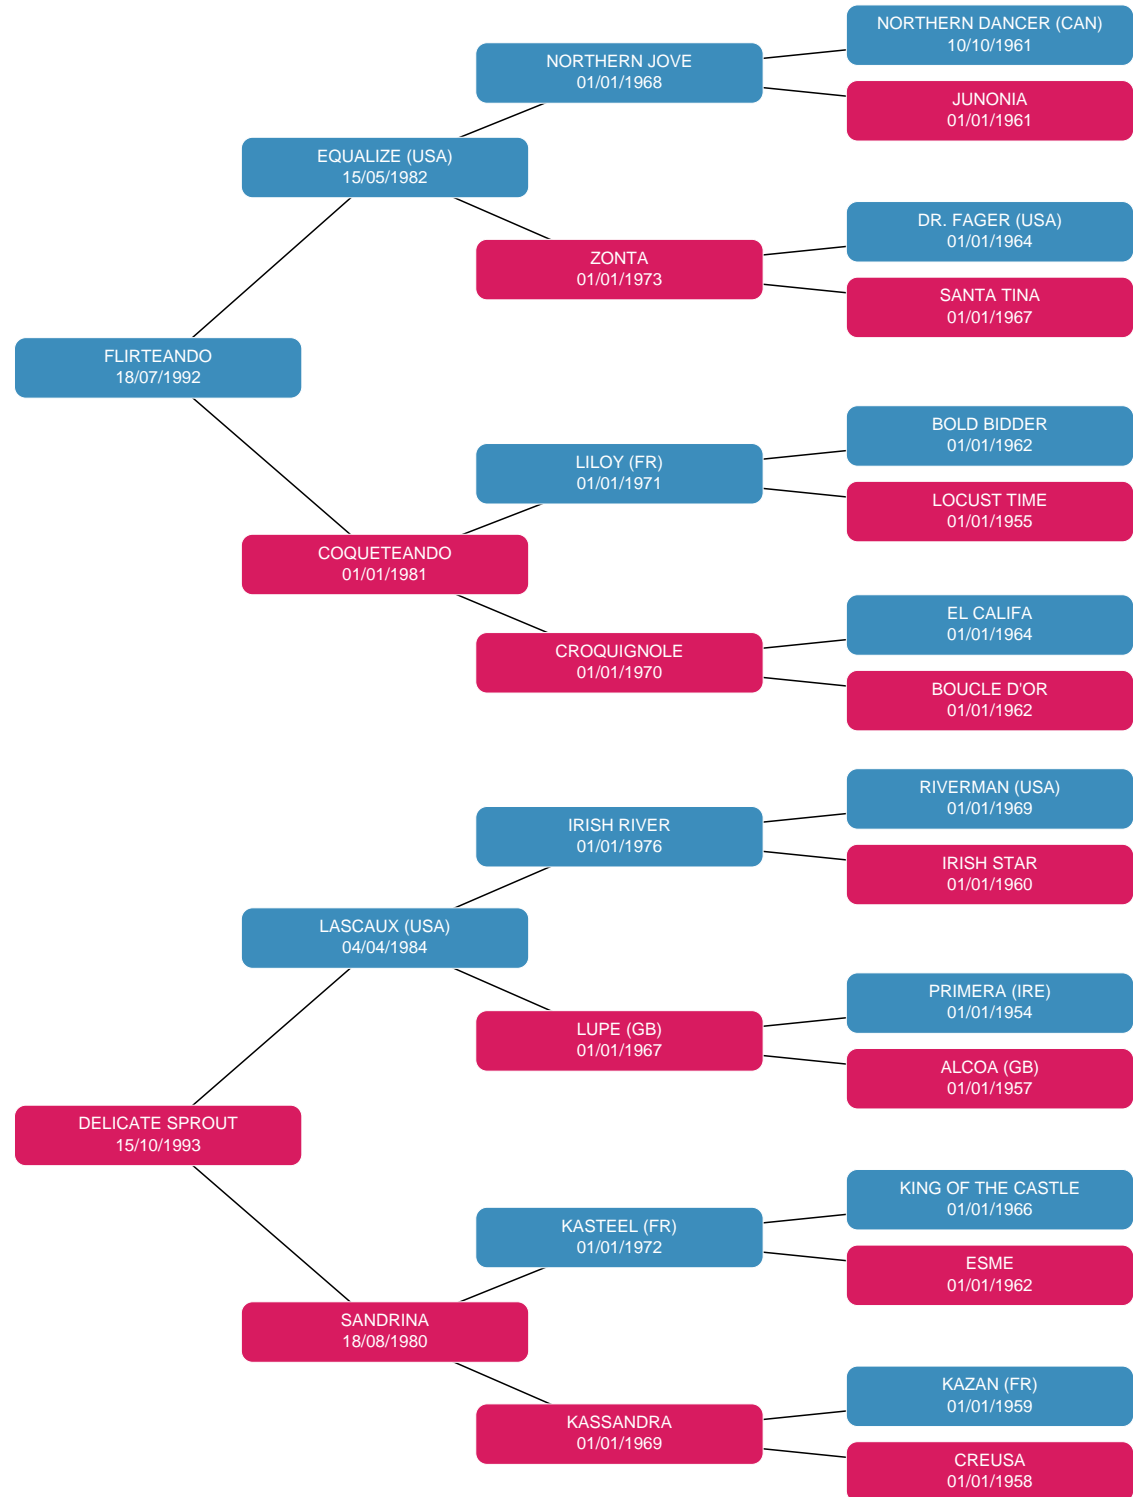 NORTHERN DANCER (CAN)
10/10/1961
NORTHERN JOVE
01/01/1968
JUNONIA
01/01/1961
EQUALIZE (USA)
15/05/1982
DR. FAGER (USA)
01/01/1964
ZONTA
01/01/1973
SANTA TINA
01/01/1967
FLIRTEANDO
18/07/1992
BOLD BIDDER
01/01/1962
LILOY (FR)
01/01/1971
LOCUST TIME
01/01/1955
COQUETEANDO
01/01/1981
EL CALIFA
01/01/1964
CROQUIGNOLE
01/01/1970
BOUCLE D'OR
01/01/1962
RIVERMAN (USA)
01/01/1969
IRISH RIVER
01/01/1976
IRISH STAR
01/01/1960
LASCAUX (USA)
04/04/1984
PRIMERA (IRE)
01/01/1954
LUPE (GB)
01/01/1967
ALCOA (GB)
01/01/1957
DELICATE SPROUT
15/10/1993
KING OF THE CASTLE
01/01/1966
KASTEEL (FR)
01/01/1972
ESME
01/01/1962
SANDRINA
18/08/1980
KAZAN (FR)
01/01/1959
KASSANDRA
01/01/1969
CREUSA
01/01/1958